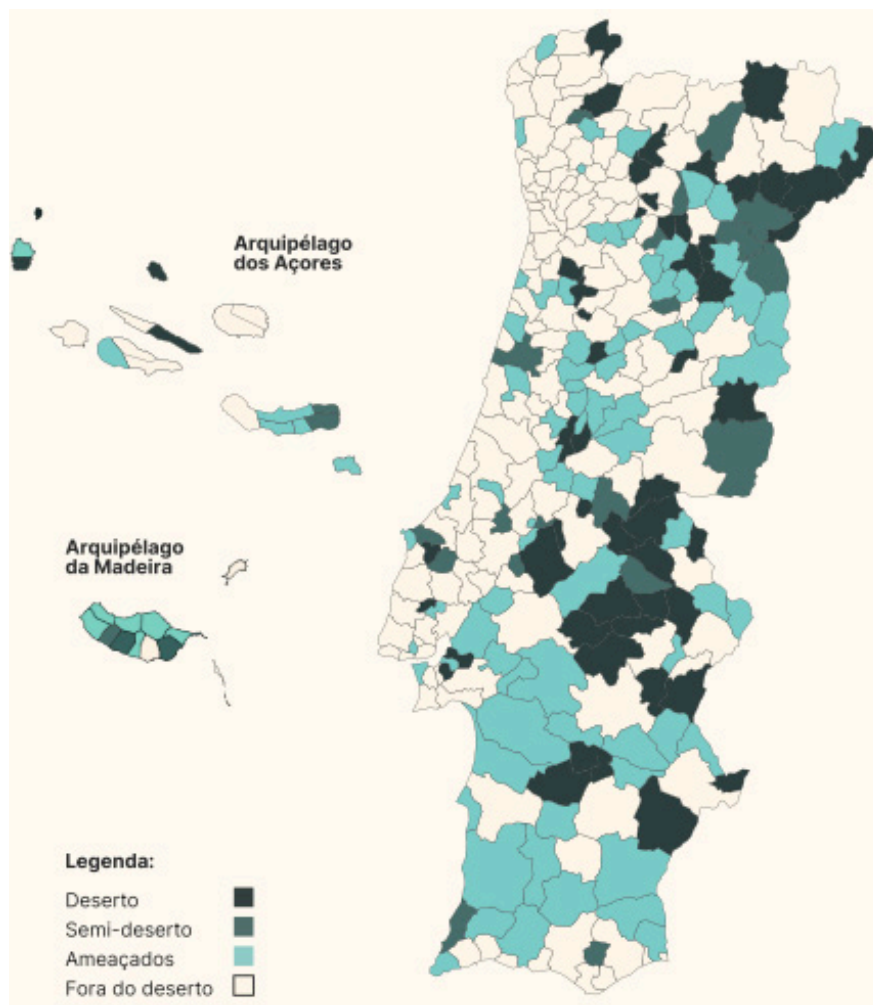 Arquipélago
dos Açores
Arquipélago
da Madeira
Legenda:
Deserto
Semi-deserto
Ameaçados
Fora do deserto